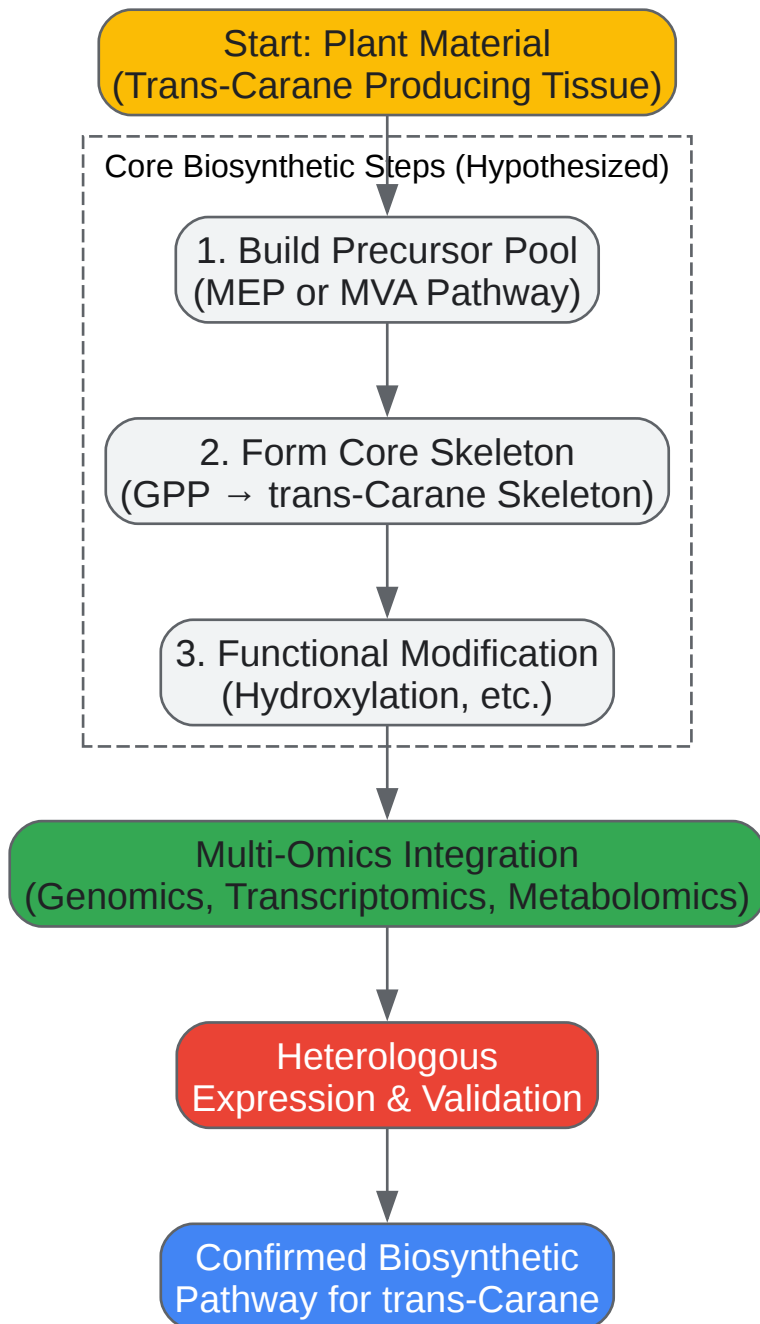 Start: Plant Material
(Trans-Carane Producing Tissue)
Core Biosynthetic Steps (Hypothesized)
1. Build Precursor Pool
(MEP or MVA Pathway)
2. Form Core Skeleton
(GPP → trans-Carane Skeleton)
3. Functional Modification
(Hydroxylation, etc.)
Multi-Omics Integration
(Genomics, Transcriptomics, Metabolomics)
Heterologous
Expression & Validation
Confirmed Biosynthetic
Pathway for trans-Carane